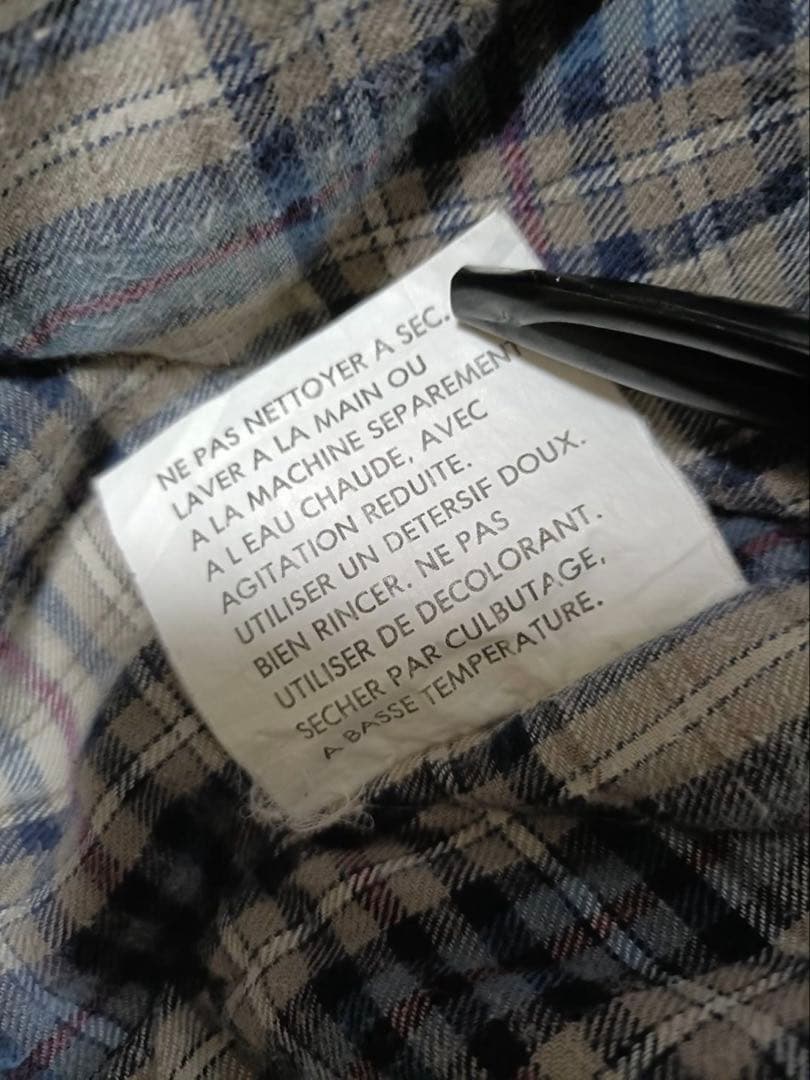 NE PAS NETTOYER A SEC.
LAVER A LA MAIN OU
A LA MACHINE SEPAREMENT
A L EAU CHAUDE, AVEC
AGITATION REDUITE.
UTILISER UN DETERSIF DOUX.
BIEN RINCER. NE PAS
UTILISER DE DECOLORANT.
SECHER PAR CULBUTAGE,
A BASSE TEMPERATURE.